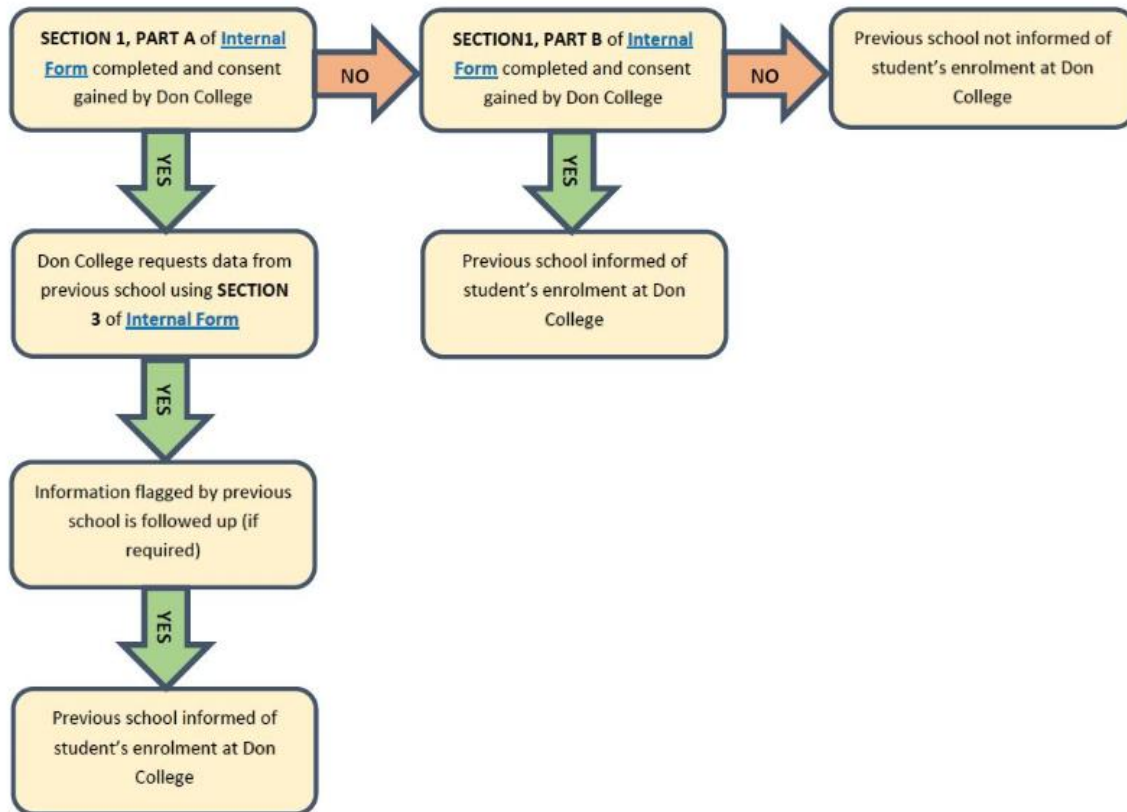 SECTION 1, PART A of Internal
Form completed and consent
gained by Don College
NO
SECTION1, PART B of Internal
Form completed and consent
gained by Don College
NO
Previous school not informed of
student's enrolment at Don
College
YES
YES
Don College requests data from
previous school using SECTION
3 of Internal Form
Previous school informed of
student's enrolment at Don
College
YES
Information flagged by previous
school is followed up (if
required)
YES
Previous school informed of
student's enrolment at Don
College